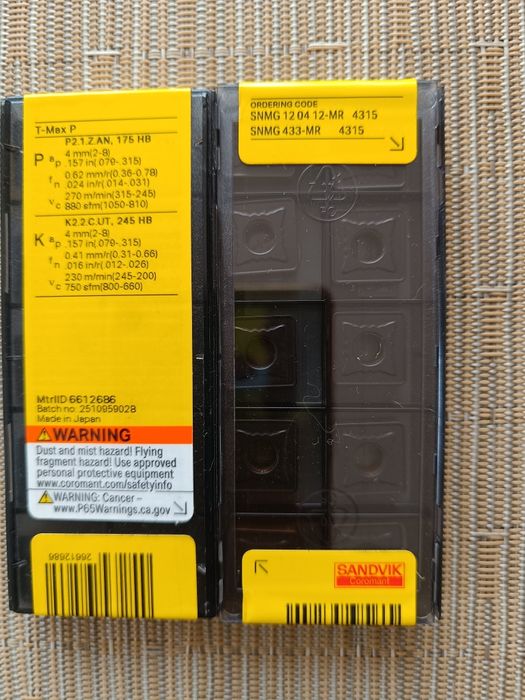 T-Max P
P2.1.Z.AN, 175 HB
P ap 4 mm(2-8)
.157 in(.079-.315)
fn 0.62 mm/r(0.36-0.78)
.024 in/r(.014-.031)
vc 270 m/min(315-245)
880 sfm(1050-810)
K2.2.C.UT, 245 HB
K ap 4 mm(2-8)
.157 in(.079-.315)
fn 0.41 mm/r(0.31-0.66)
.016 in/r(.012-.026)
vc 230 m/min(245-200)
750 sfm(800-660)
MtrlID 6612686
Batch no: 2510959028
Made in Japan
WARNING
Dust and mist hazard! Flying
fragment hazard! Use approved
personal protective equipment
www.coromant.com/safetyinfo
WARNING: Cancer –
www.P65Warnings.ca.gov
26612686
ORDERING CODE
SNMG 12 04 12-MR 4315
SNMG 433-MR 4315
SANDVIK
Coromant